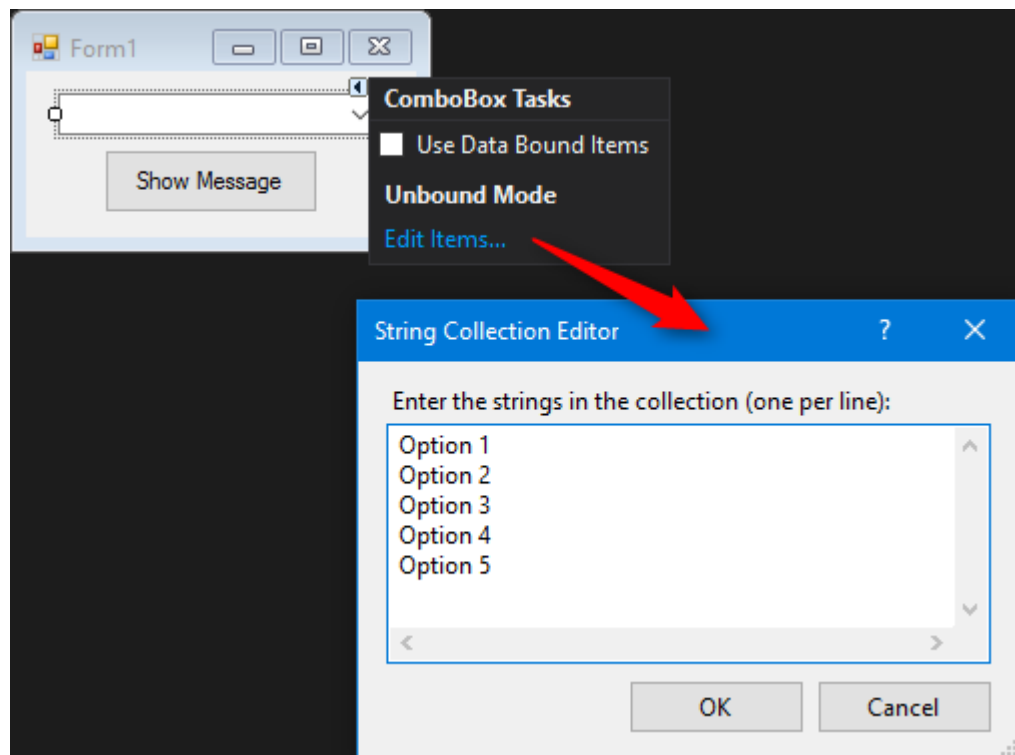 Form1
ComboBox Tasks
Use Data Bound Items
Show Message
Unbound Mode
Edit Items...
String Collection Editor
?
Enter the strings in the collection (one per line):
Option 1
Option 2
Option 3
Option 4
Option 5
OK
Cancel